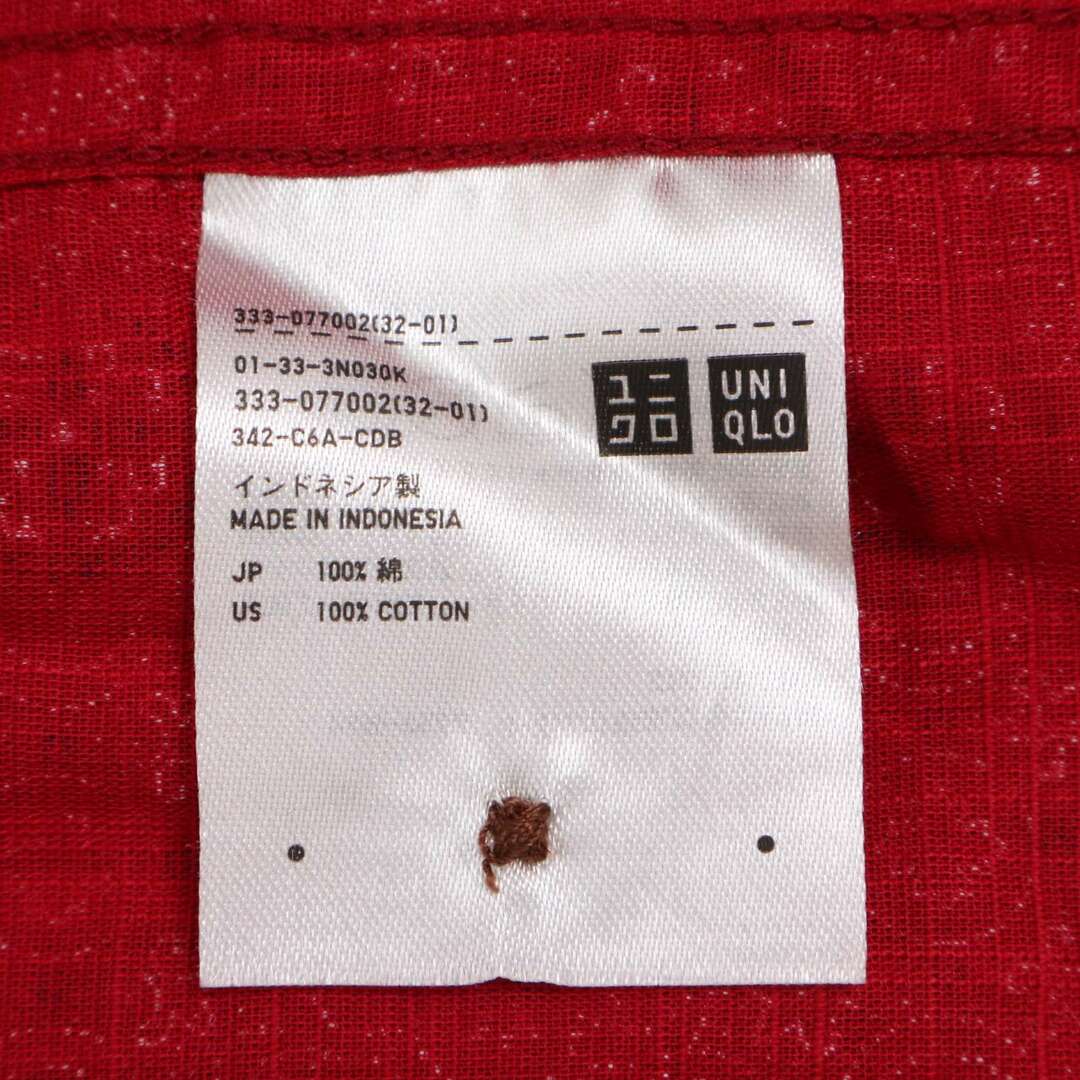 333-077002(32-01)
01-33-3N030K
333-077002(32-01)
342-C6A-CDB
ユニ
クロ
UNI
QLO
インドネシア製
MADE IN INDONESIA
JP 100% 綿
US 100% COTTON